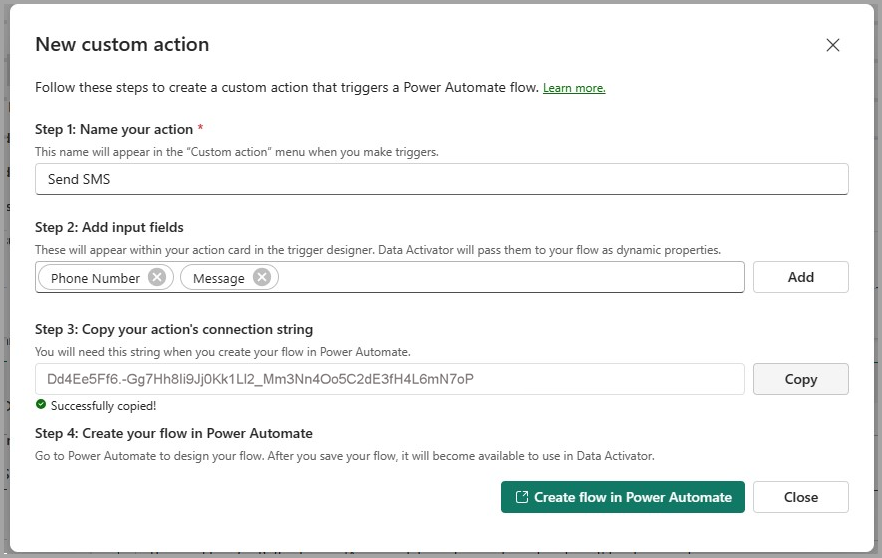 New custom action
Follow these steps to create a custom action that triggers a Power Automate flow. Learn more.
Step 1: Name your action *
This name will appear in the “Custom action” menu when you make triggers.
Send SMS
Step 2: Add input fields
These will appear within your action card in the trigger designer. Data Activator will pass them to your flow as dynamic properties.
Phone Number Message Add
Step 3: Copy your action's connection string
You will need this string when you create your flow in Power Automate.
Dd4Ee5Ff6.-Gg7Hh8Ii9Jj0Kk1Ll2_Mm3Nn4Oo5C2dE3fH4L6mN7oP Copy
Successfully copied!
Step 4: Create your flow in Power Automate
Go to Power Automate to design your flow. After you save your flow, it will become available to use in Data Activator.
Create flow in Power Automate Close